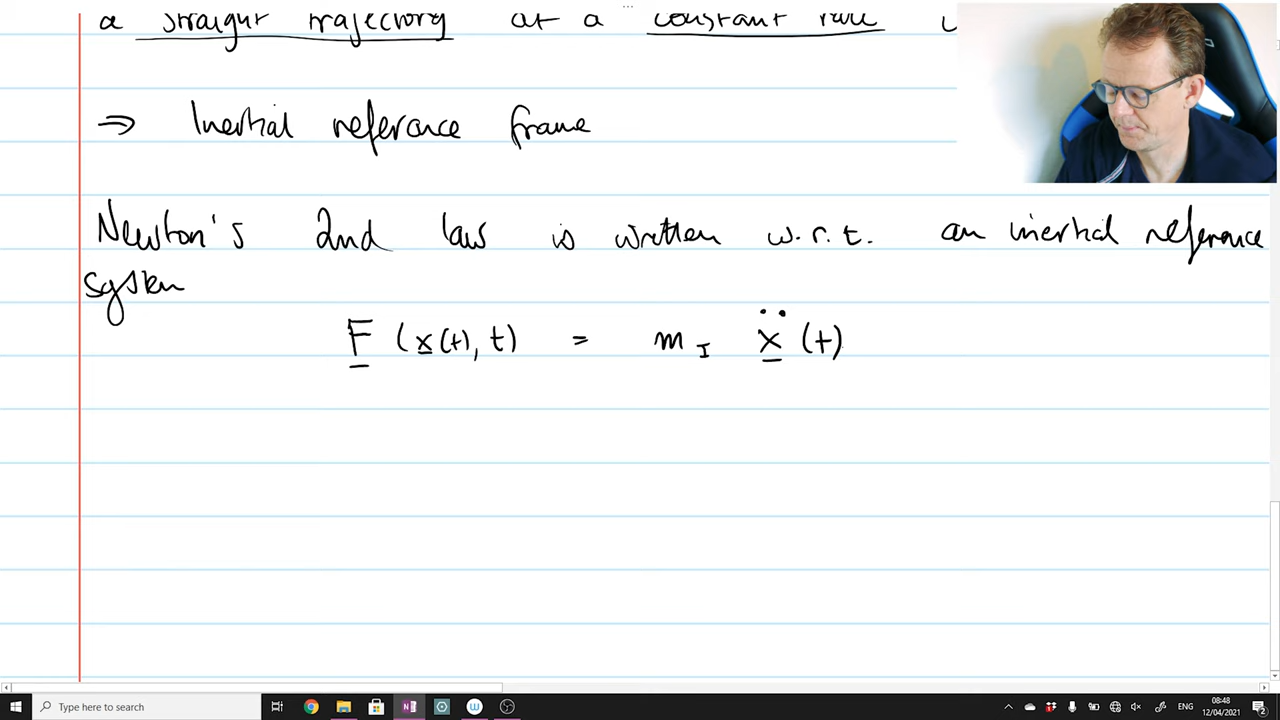 a straight trajectory at a constant rate
⇒ Inertial reference frame
Newton's 2nd law is written w.r.t. an inertial reference
system
F (x(t), t) = m_I ẍ (t)
Type here to search
ENG
08:48
12/04/2021
2